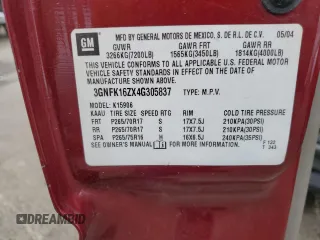 GM
MFD BY GENERAL MOTORS DE MEXICO, S. DE R.L. DE C.V. 05/04
GVWR GAWR FRT GAWR RR
3266KG(7200LB) 1565KG(3450LB) 1814KG(4000LB)
THIS VEHICLE CONFORMS TO ALL APPLICABLE U.S. FEDERAL MOTOR
VEHICLE SAFETY AND THEFT PREVENTION STANDARDS IN EFFECT
ON THE DATE OF MANUFACTURE SHOWN ABOVE.
3GNFK16ZX4G305837 TYPE: M.P.V.
MODEL: K15906
KAAU TIRE SIZE SPEED RTG RIM COLD TIRE PRESSURE
FRT P265/70R17 S 17X7.5J 210KPA(30PSI)
RR P265/70R17 S 17X7.5J 210KPA(30PSI)
SPA P265/75R16 16X6.5J 240KPA(35PSI)
SEE OWNER'S MANUAL FOR ADDITIONAL INFORMATION.
© DREAMBID